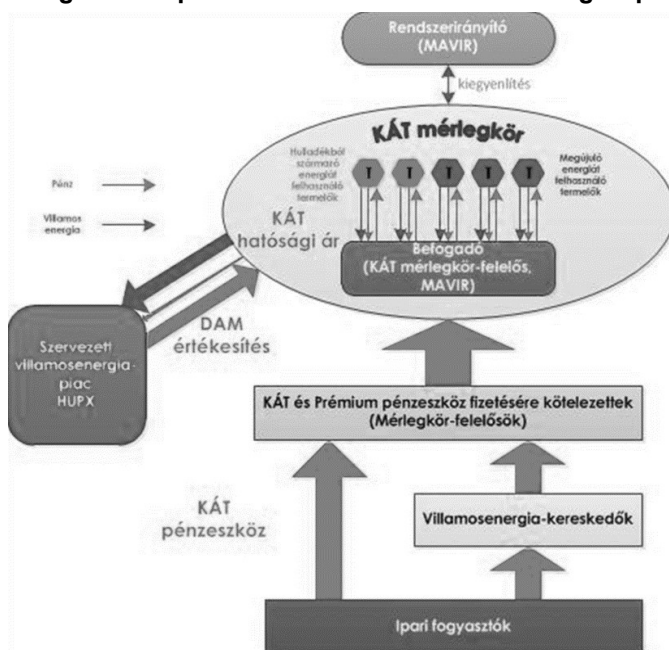 Rendszerirányító
(MAVIR)
kiegyenlítés
KÁT mérlegkör
Hulladékból
származó
energiát
felhasználó
termelők
T T T T T
Megújuló
energiát
felhasználó
termelők
Pénz
Villamos
energia
KÁT
hatósági ár
Befogadó
(KÁT mérlegkör-felelős,
MAVIR)
DAM
értékesítés
Szervezett
villamosenergia-
piac
HUPX
KÁT és Prémium pénzeszköz fizetésére kötelezettek
(Mérlegkör-felelősök)
KÁT
pénzeszköz
Villamosenergia-kereskedők
Ipari fogyasztók